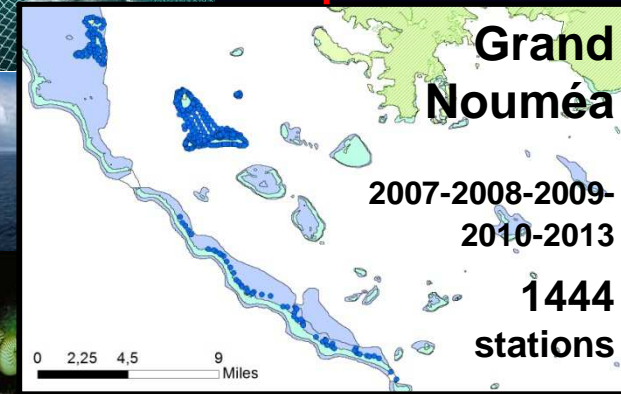 Grand
Nouméa
2007-2008-2009-
2010-2013
1444
stations
0 2,25 4,5 9
Miles